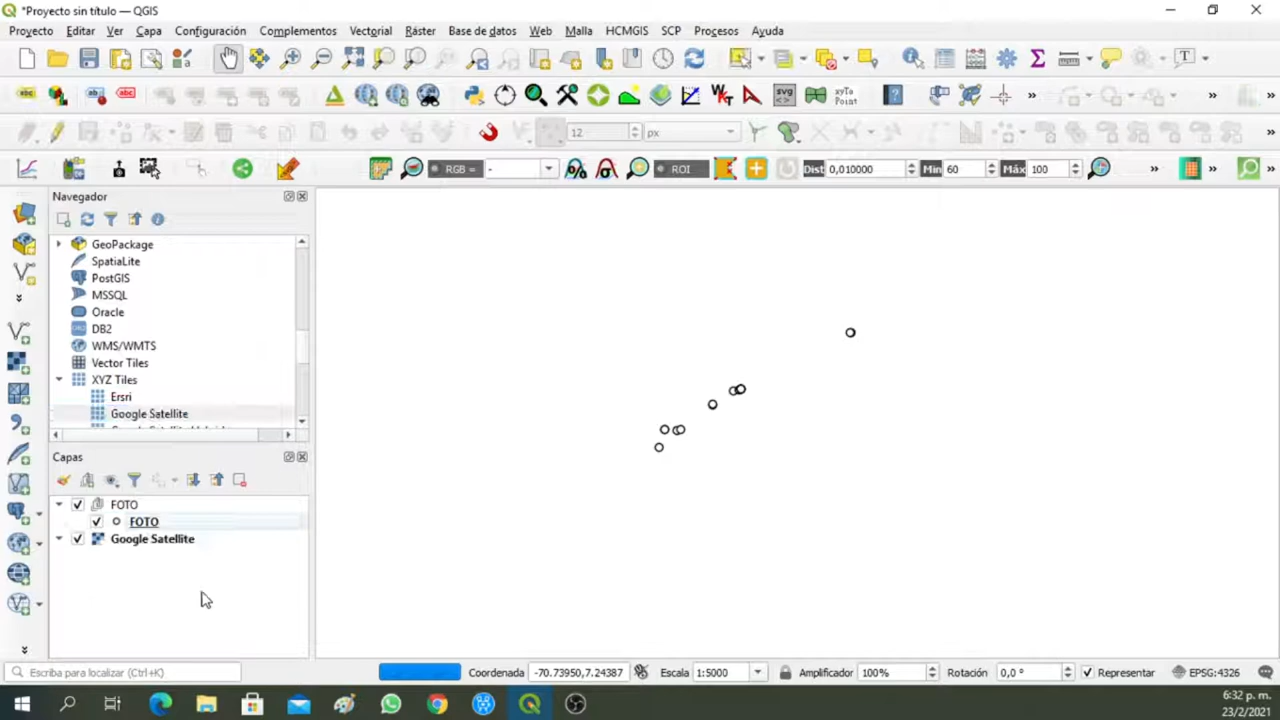 *Proyecto sin título — QGIS
Proyecto Editar Ver Capa Configuración Complementos Vectorial Ráster Base de datos Web Malla HCMGIS SCP Procesos Ayuda
12 px
RGB = - ROI Dist 0,010000 Min 60 Máx 100
Navegador
GeoPackage
SpatiaLite
PostGIS
MSSQL
Oracle
DB2
WMS/WMTS
Vector Tiles
XYZ Tiles
Ersri
Google Satellite
Capas
FOTO
FOTO
Google Satellite
Escriba para localizar (Ctrl+K) Coordenada -70.73950,7.24387 Escala 1:5000 Amplificador 100% Rotación 0,0 ° Representar EPSG:4326
6:32 p. m.
23/2/2021